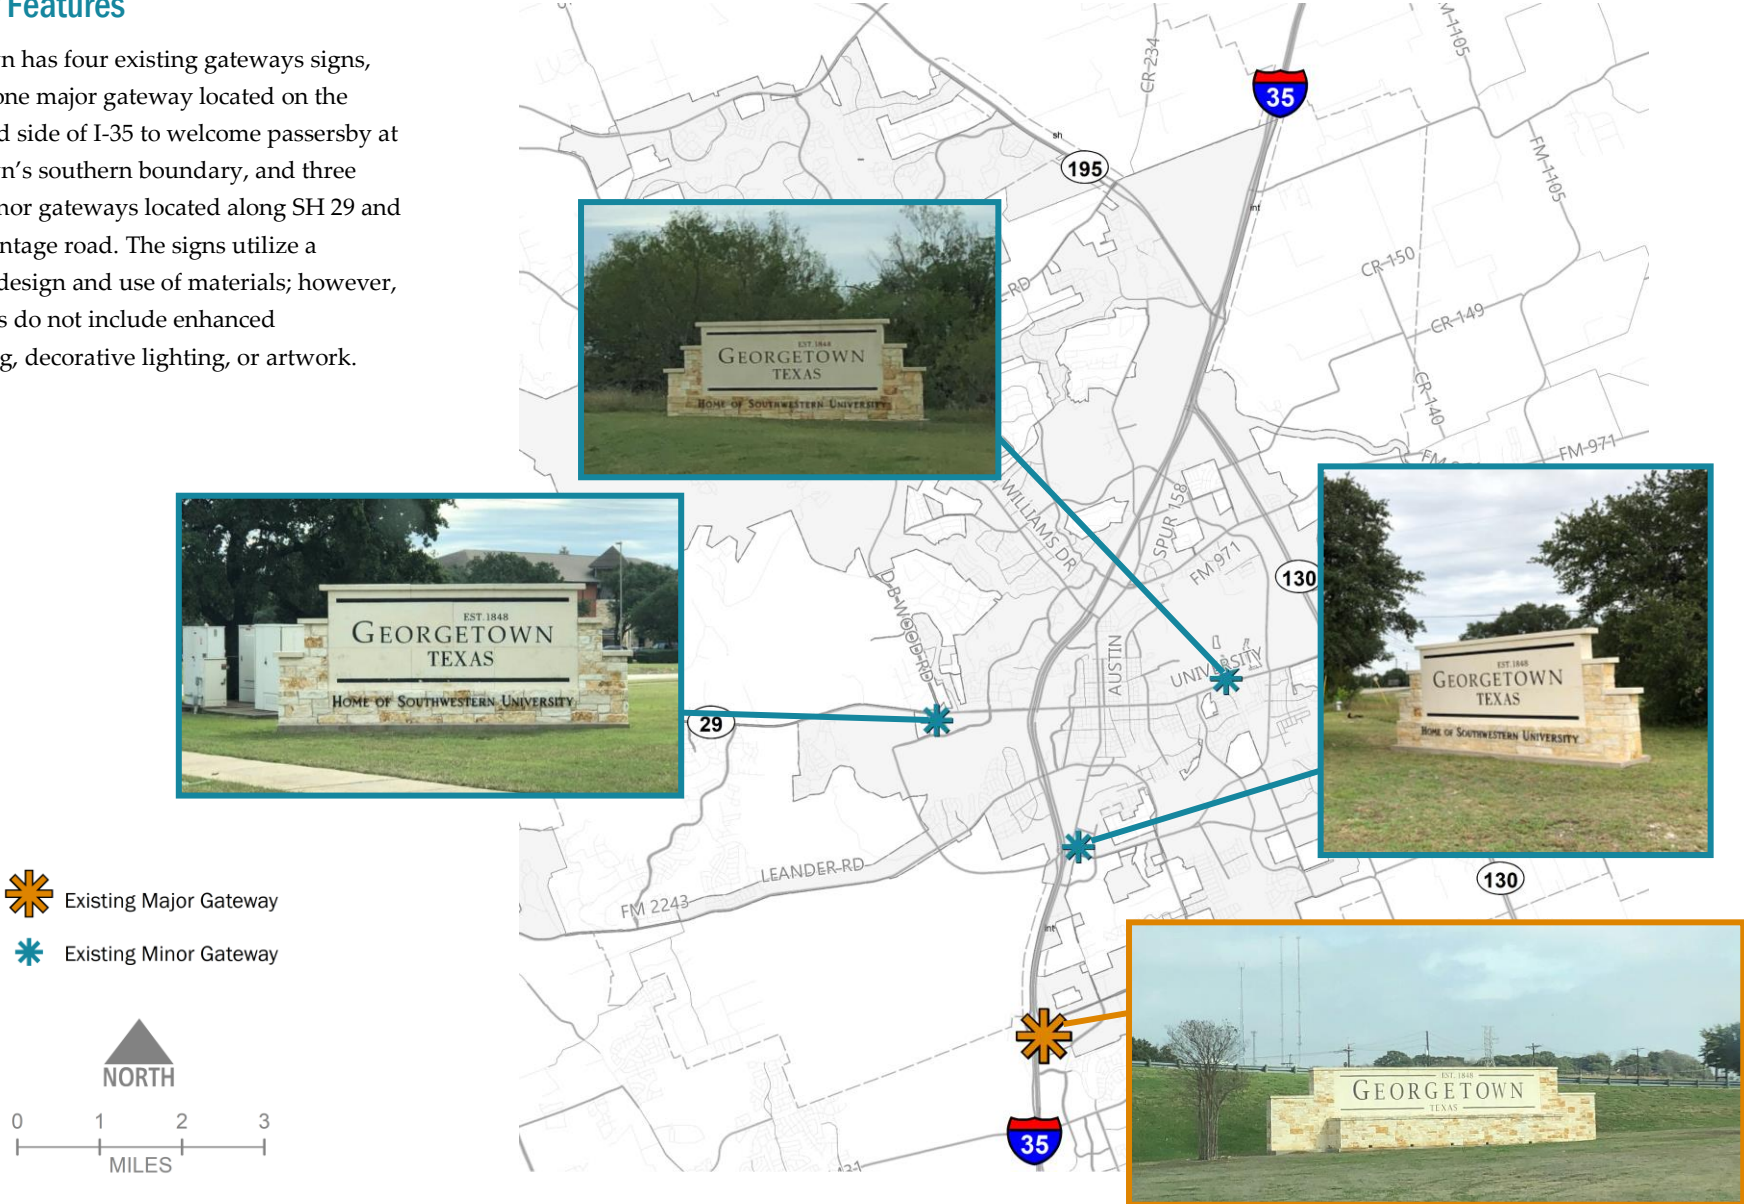 Features
n has four existing gateways signs,
one major gateway located on the
d side of I-35 to welcome passersby at
n's southern boundary, and three
nor gateways located along SH 29 and
ntage road. The signs utilize a
design and use of materials; however,
s do not include enhanced
g, decorative lighting, or artwork.
CR-234
FM-1105
35
sh
195
FM-1105
int
CR-150
RD
CR-149
CR-140
FM-971
EST. 1848
GEORGETOWN
TEXAS
HOME OF SOUTHWESTERN UNIVERSITY
WILLIAMS DR
SPUR 158
FM 971
130
D-B-WOOD-RD
AUSTIN
UNIVERSITY
EST. 1848
GEORGETOWN
TEXAS
HOME OF SOUTHWESTERN UNIVERSITY
29
EST. 1848
GEORGETOWN
TEXAS
HOME OF SOUTHWESTERN UNIVERSITY
LEANDER-RD
FM 2243
130
int
Existing Major Gateway
Existing Minor Gateway
EST. 1848
GEORGETOWN
TEXAS
35
NORTH
0 1 2 3
MILES